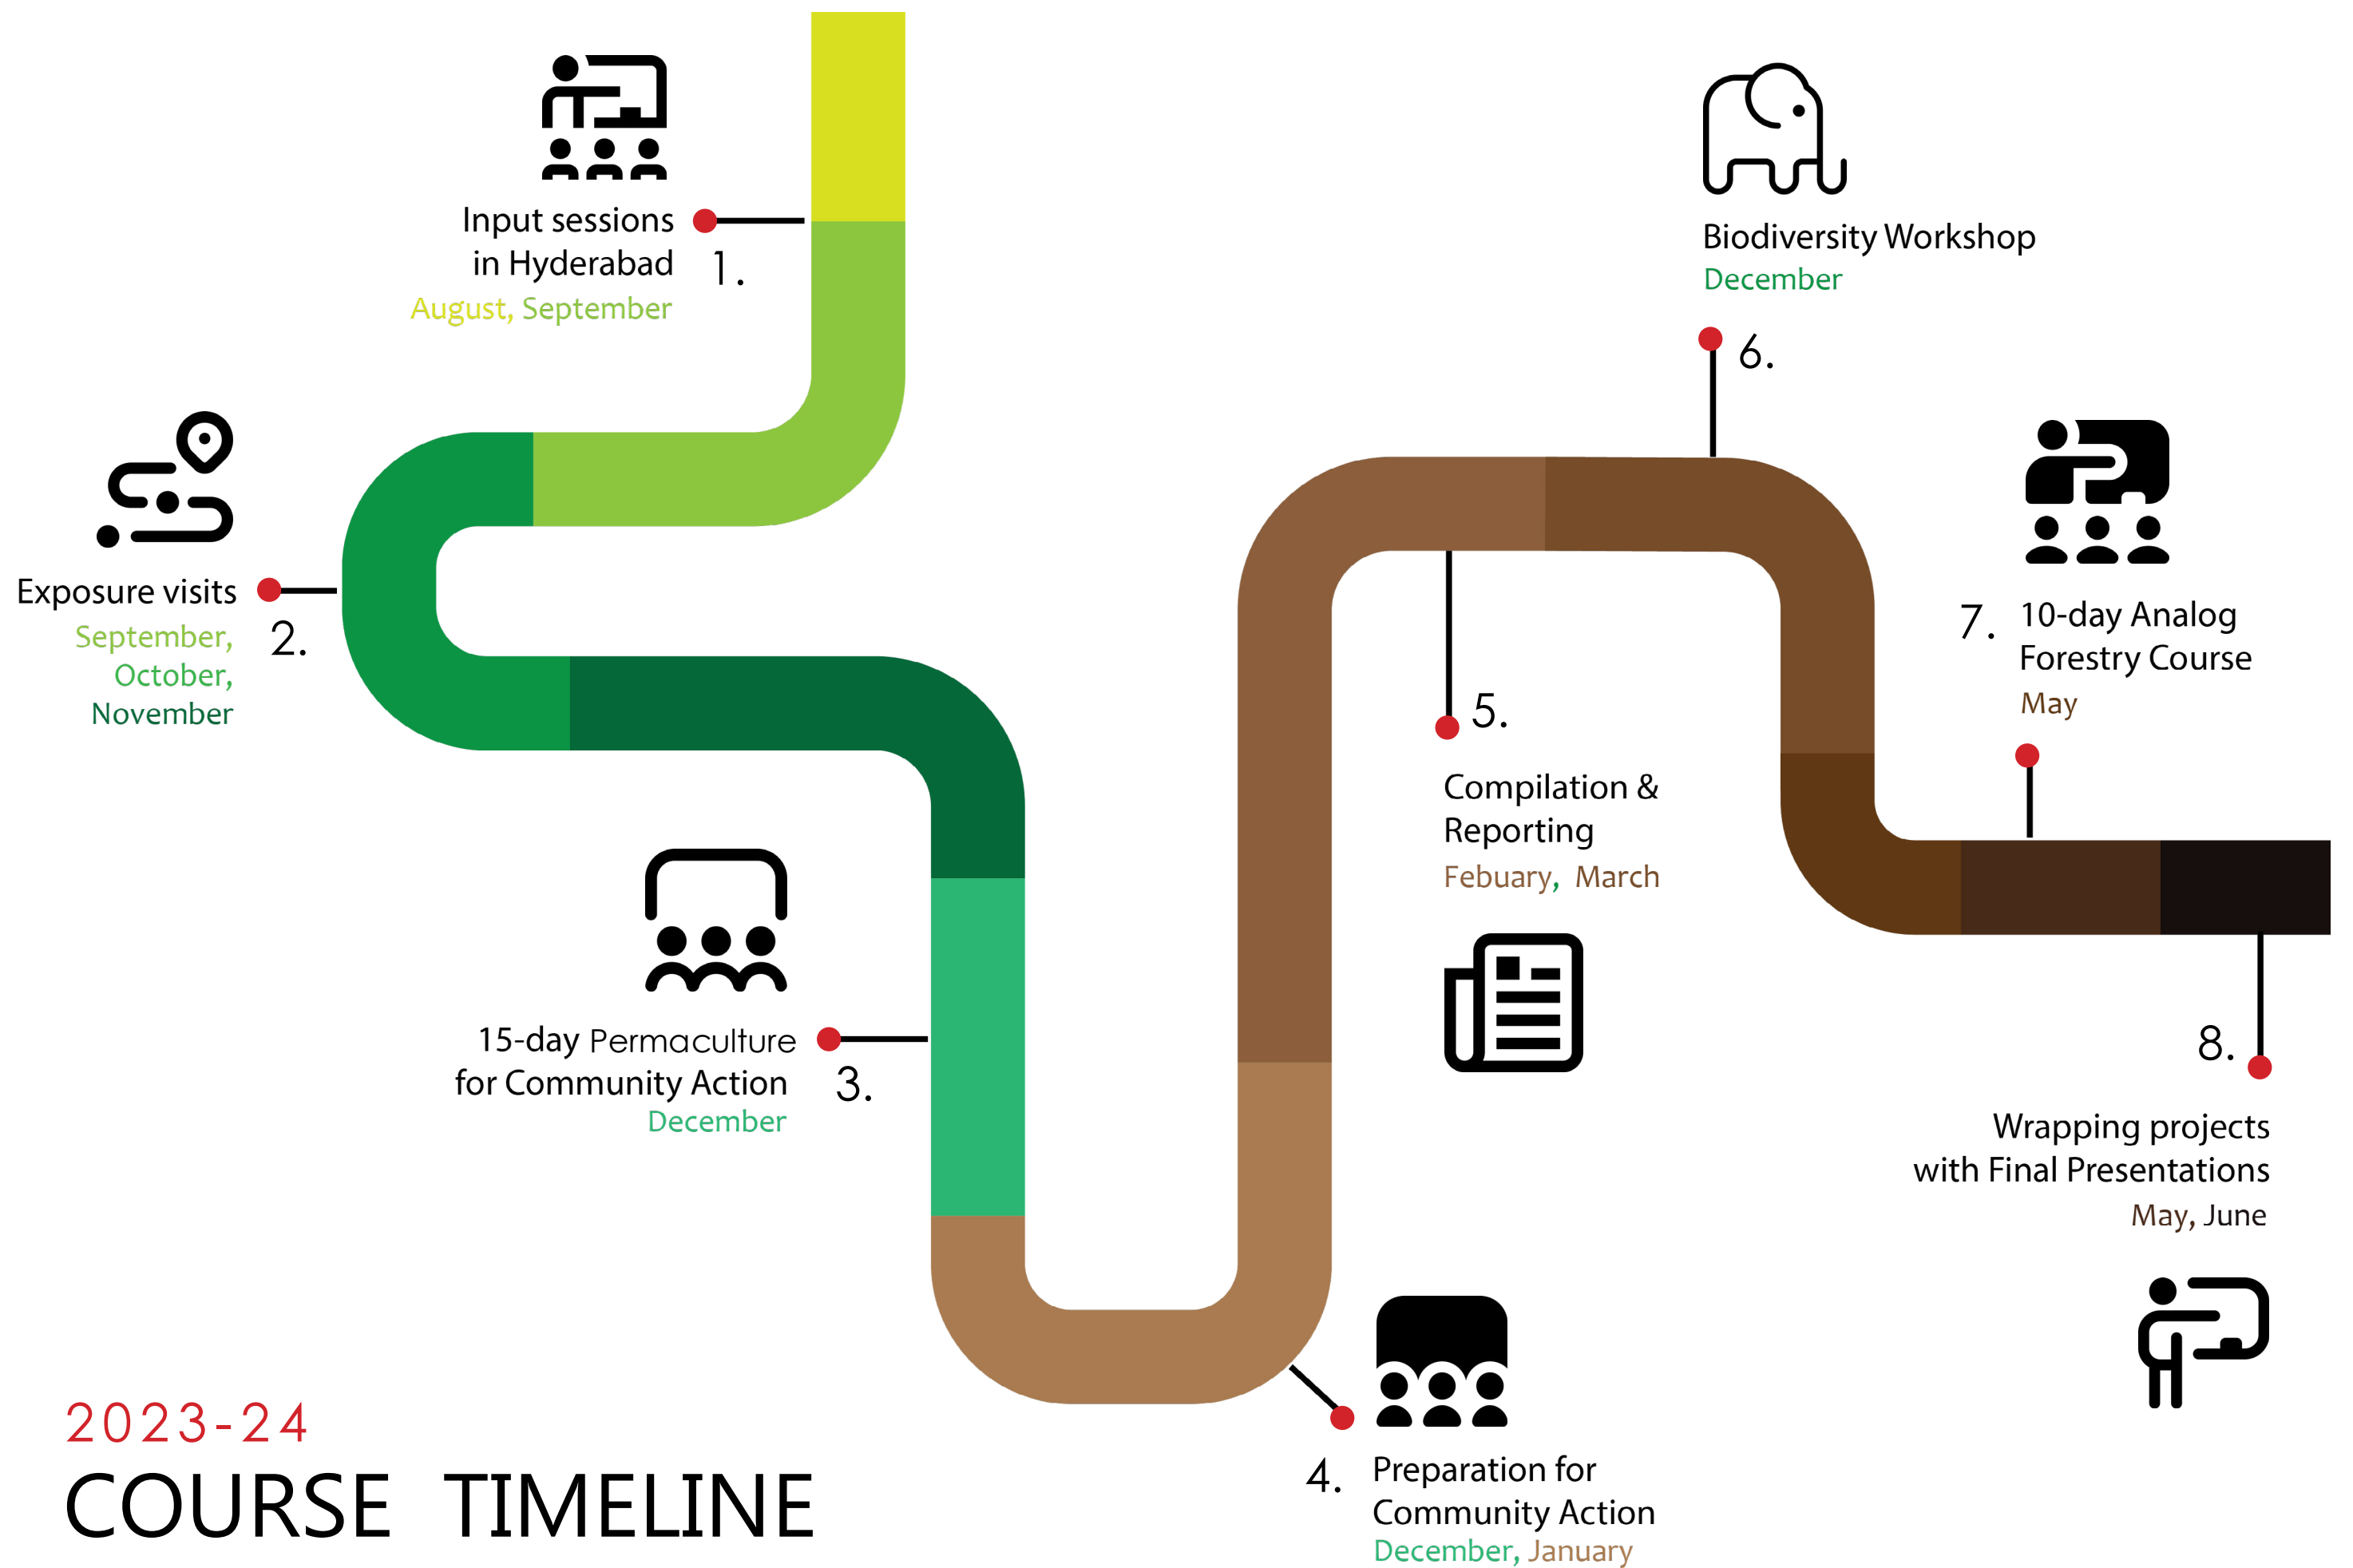 Input sessions
in Hyderabad
1.
August, September
Exposure visits
2.
September,
October,
November
15-day Permaculture
for Community Action
3.
December
4.
Preparation for
Community Action
December, January
5.
Compilation &
Reporting
Febuary, March
Biodiversity Workshop
December
6.
7.
10-day Analog
Forestry Course
May
8.
Wrapping projects
with Final Presentations
May, June
2023-24
COURSE TIMELINE